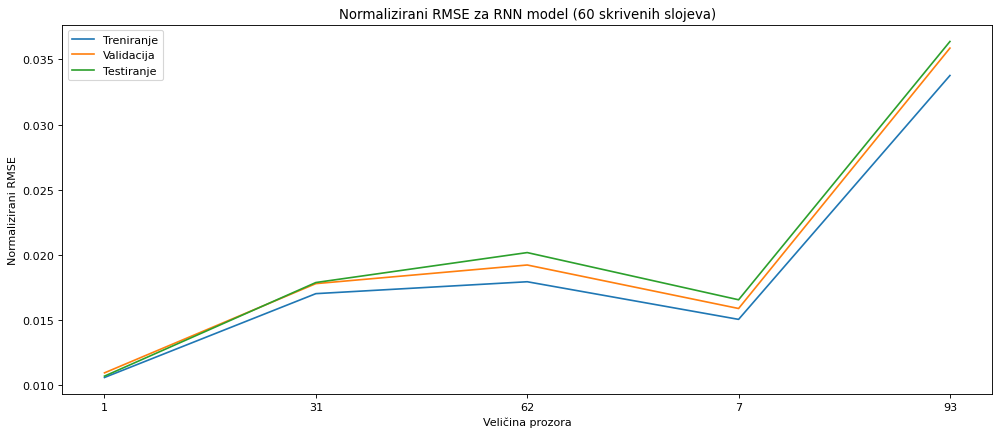 Normalizirani RMSE za RNN model (60 skrivenih slojeva)
Treniranje
Validacija
Testiranje
Normalizirani RMSE
0.035
0.030
0.025
0.020
0.015
0.010
1 31 62 7 93
Veličina prozora